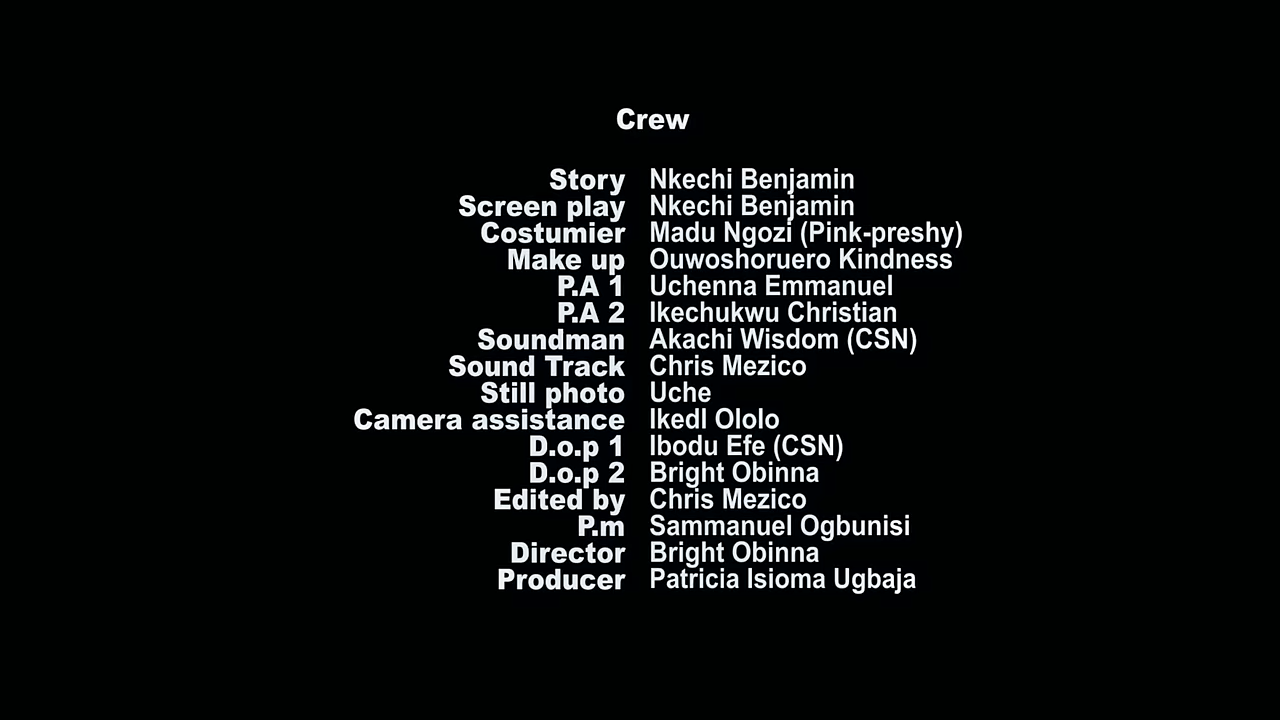 Crew
Story Nkechi Benjamin
Screen play Nkechi Benjamin
Costumier Madu Ngozi (Pink-preshy)
Make up Ouwoshoruero Kindness
P.A 1 Uchenna Emmanuel
P.A 2 Ikechukwu Christian
Soundman Akachi Wisdom (CSN)
Sound Track Chris Mezico
Still photo Uche
Camera assistance Ikedl Ololo
D.o.p 1 Ibodu Efe (CSN)
D.o.p 2 Bright Obinna
Edited by Chris Mezico
P.m Sammanuel Ogbunisi
Director Bright Obinna
Producer Patricia Isioma Ugbaja